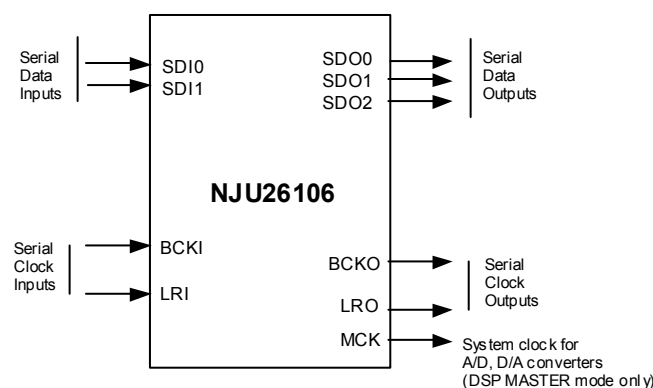 Serial
Data
Inputs
SDI0
SDI1
SDO0
SDO1
SDO2
Serial
Data
Outputs
NJU26106
Serial
Clock
Inputs
BCKI
LRI
BCKO
LRO
MCK
Serial
Clock
Outputs
System clock for
A/D, D/A converters
(DSP MASTER mode only)